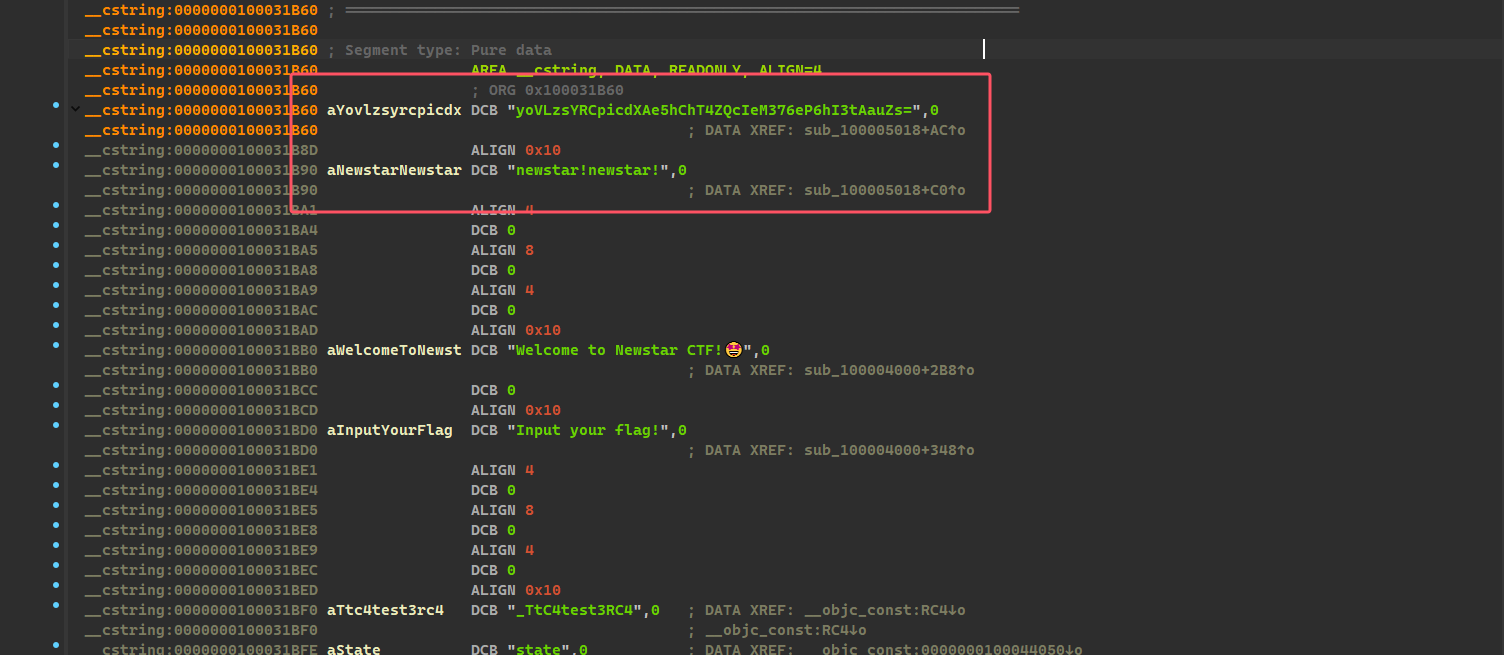 __cstring:0000000100031B60 ; ===========================================================================
__cstring:0000000100031B60
__cstring:0000000100031B60 ; Segment type: Pure data
__cstring:0000000100031B60 AREA __cstring, DATA, READONLY, ALIGN=4
__cstring:0000000100031B60 ; ORG 0x100031B60
__cstring:0000000100031B60 aYovlzsyrcpicdx DCB "yoVLzsYRCpicdXAe5hChT4ZQcIeM376eP6hI3tAauZs=",0
__cstring:0000000100031B60 ; DATA XREF: sub_100005018+AC↑o
__cstring:0000000100031B8D ALIGN 0x10
__cstring:0000000100031B90 aNewstarNewstar DCB "newstar!newstar!",0
__cstring:0000000100031B90 ; DATA XREF: sub_100005018+C0↑o
__cstring:0000000100031BA1 ALIGN 4
__cstring:0000000100031BA4 DCB 0
__cstring:0000000100031BA5 ALIGN 8
__cstring:0000000100031BA8 DCB 0
__cstring:0000000100031BA9 ALIGN 4
__cstring:0000000100031BAC DCB 0
__cstring:0000000100031BAD ALIGN 0x10
__cstring:0000000100031BB0 aWelcomeToNewst DCB "Welcome to Newstar CTF!🤩",0
__cstring:0000000100031BB0 ; DATA XREF: sub_100004000+2B8↑o
__cstring:0000000100031BCC DCB 0
__cstring:0000000100031BCD ALIGN 0x10
__cstring:0000000100031BD0 aInputYourFlag DCB "Input your flag!",0
__cstring:0000000100031BD0 ; DATA XREF: sub_100004000+348↑o
__cstring:0000000100031BE1 ALIGN 4
__cstring:0000000100031BE4 DCB 0
__cstring:0000000100031BE5 ALIGN 8
__cstring:0000000100031BE8 DCB 0
__cstring:0000000100031BE9 ALIGN 4
__cstring:0000000100031BEC DCB 0
__cstring:0000000100031BED ALIGN 0x10
__cstring:0000000100031BF0 aTtc4test3rc4 DCB "_TtC4test3RC4",0 ; DATA XREF: __objc_const:RC4↓o
__cstring:0000000100031BF0 ; __objc_const:RC4↓o
__cstring:0000000100031BFE aState DCB "state",0 ; DATA XREF: __objc_const:0000000100044050↓o